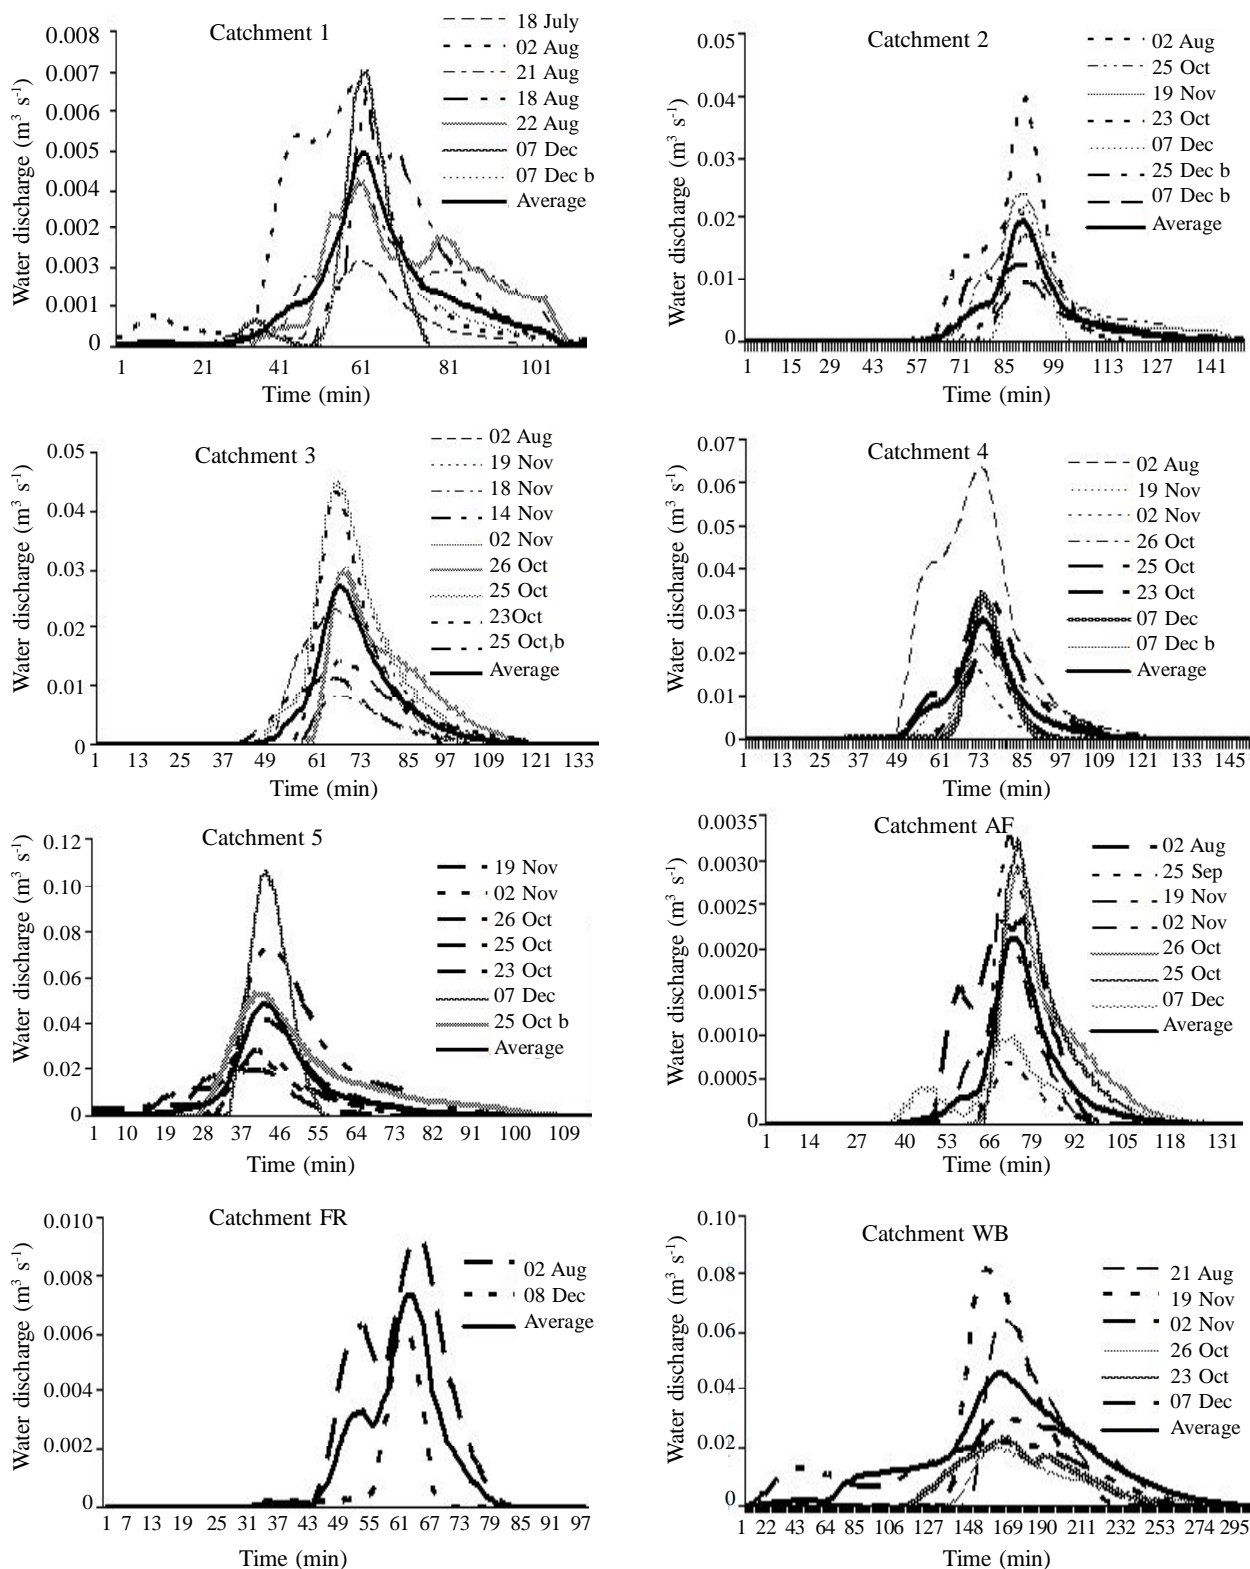 Catchment 1
Water discharge (m³ s⁻¹)
0.008
0.007
0.006
0.005
0.004
0.002
0.003
0.001
0
1 21 41 61 81 101
Time (min)
18 July
02 Aug
21 Aug
18 Aug
22 Aug
07 Dec
07 Dec b
Average
Catchment 2
Water discharge (m³ s⁻¹)
0.05
0.04
0.03
0.02
0.01
0
1 15 29 43 57 71 85 99 113 127 141
Time (min)
02 Aug
25 Oct
19 Nov
23 Oct
07 Dec
25 Dec b
07 Dec b
Average
Catchment 3
Water discharge (m³ s⁻¹)
0.05
0.04
0.03
0.02
0.01
0
1 13 25 37 49 61 73 85 97 109 121 133
Time (min)
02 Aug
19 Nov
18 Nov
14 Nov
02 Nov
26 Oct
25 Oct
23Oct
25 Oct b
Average
Catchment 4
Water discharge (m³ s⁻¹)
0.07
0.06
0.05
0.04
0.03
0.02
0.01
0
1 13 25 37 49 61 73 85 97 109 121 133 145
Time (min)
02 Aug
19 Nov
02 Nov
26 Oct
25 Oct
23 Oct
07 Dec
07 Dec b
Average
Catchment 5
Water discharge (m³ s⁻¹)
0.12
0.10
0.08
0.06
0.04
0.02
0
1 10 19 28 37 46 55 64 73 82 91 100 109
Time (min)
19 Nov
02 Nov
26 Oct
25 Oct
23 Oct
07 Dec
25 Oct b
Average
Catchment AF
Water discharge (m³ s⁻¹)
0.0035
0.0030
0.0025
0.0020
0.0015
0.0010
0.0005
0
1 14 27 40 53 66 79 92 105 118 131
Time (min)
02 Aug
25 Sep
19 Nov
02 Nov
26 Oct
25 Oct
07 Dec
Average
Catchment FR
Water discharge (m³ s⁻¹)
0.010
0.008
0.006
0.004
0.002
0
1 7 13 19 25 31 37 43 49 55 61 67 79 85 91 97
Time (min)
02 Aug
08 Dec
Average
Catchment WB
Water discharge (m³ s⁻¹)
0.10
0.08
0.06
0.04
0.02
0
1 22 43 64 85 106 127 148 169 190 211 232 253 274 295
Time (min)
21 Aug
19 Nov
02 Nov
26 Oct
23 Oct
07 Dec
Average